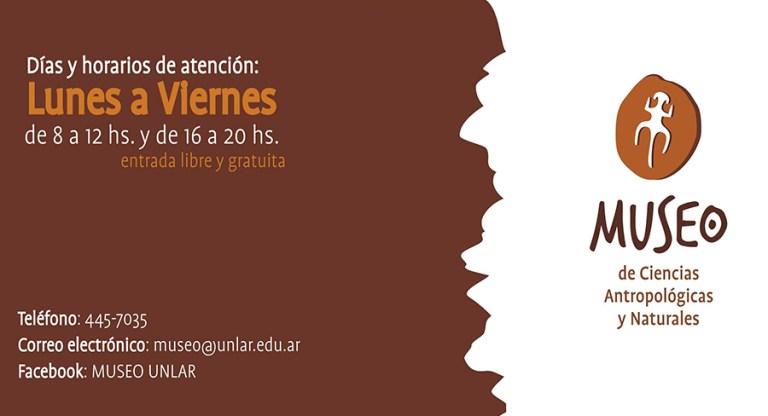 Días y horarios de atención:
Lunes a Viernes
de 8 a 12 hs. y de 16 a 20 hs.
entrada libre y gratuita
Teléfono: 445-7035
Correo electrónico: museo@unlar.edu.ar
Facebook: MUSEO UNLAR
MUSEO
de Ciencias
Antropológicas
y Naturales